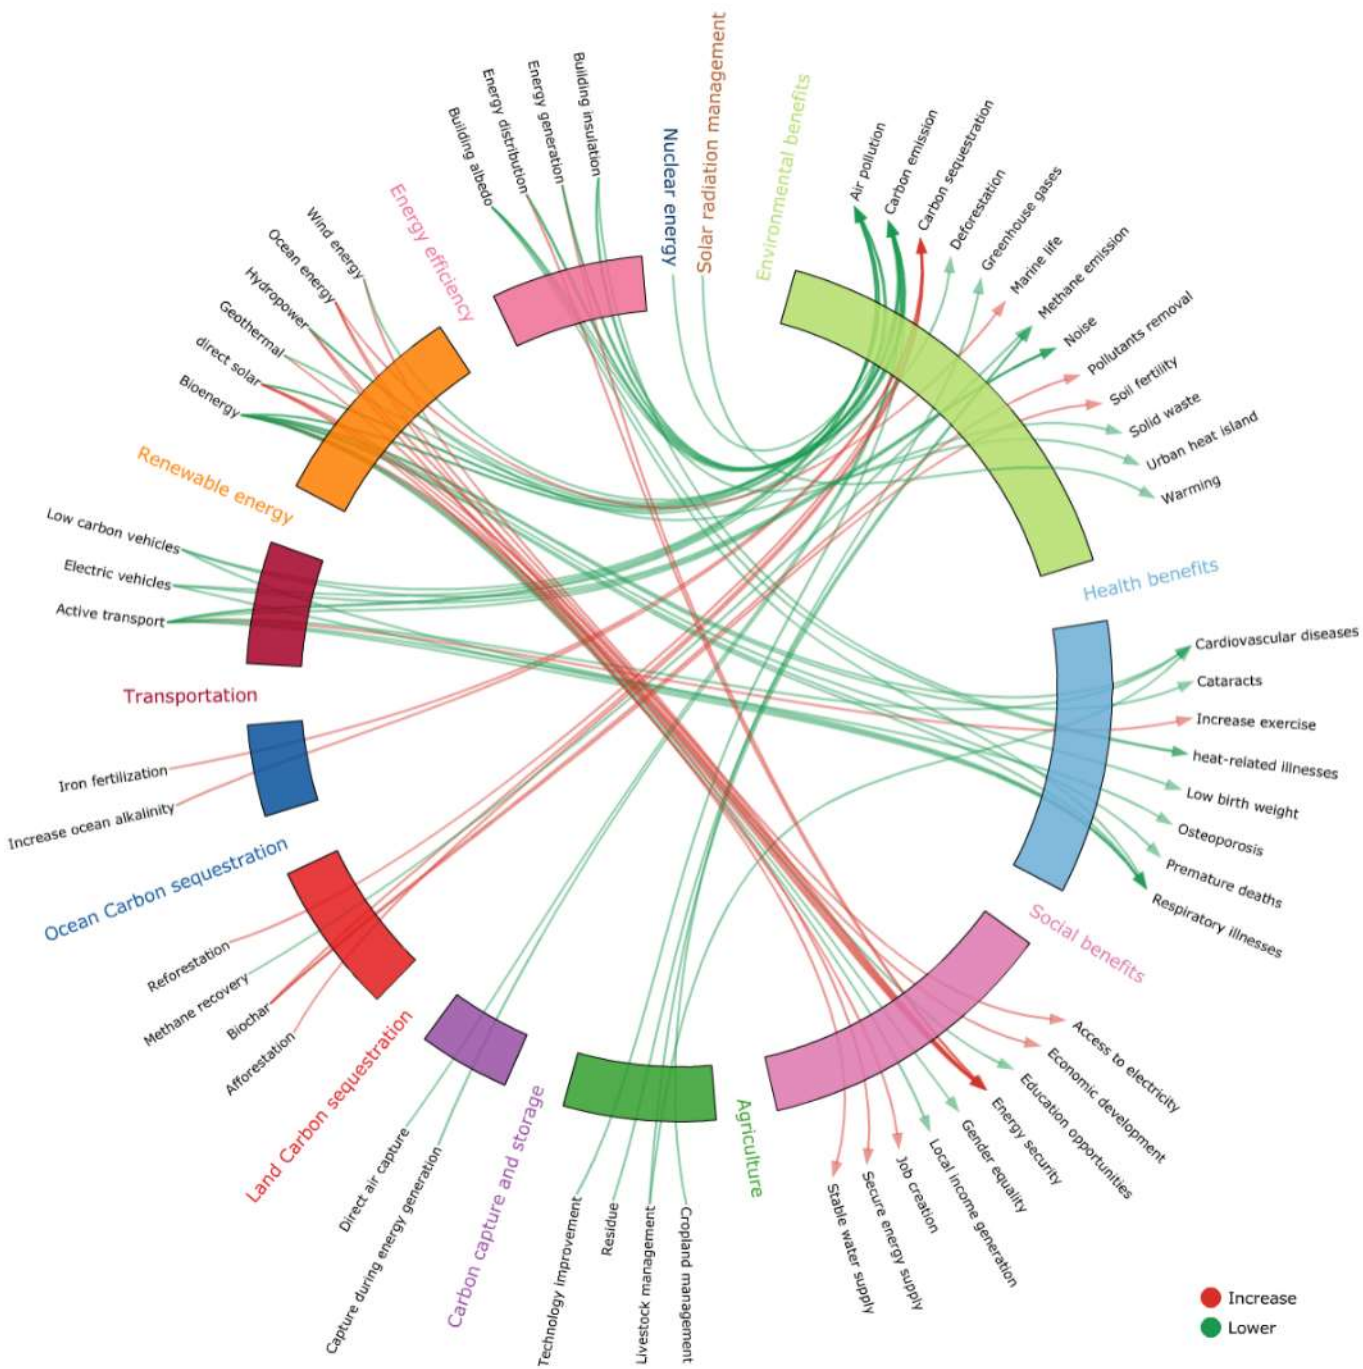 Building albedo
Energy distribution
Energy generation
Building insulation
Energy efficiency
Nuclear energy
Solar radiation management
Environmental benefits
Air pollution
Carbon emission
Carbon sequestration
Deforestation
Greenhouse gases
Marine life
Methane emission
Noise
Pollutants removal
Soil fertility
Solid waste
Urban heat island
Warming
Health benefits
Cardiovascular diseases
Cataracts
Increase exercise
heat-related illnesses
Low birth weight
Osteoporosis
Premature deaths
Respiratory illnesses
Social benefits
Access to electricity
Economic development
Education opportunities
Energy security
Gender equality
Local income generation
Job creation
Secure energy supply
Stable water supply
Agriculture
Cropland management
Livestock management
Residue
Technology improvement
Carbon capture and storage
Capture during energy generation
Direct air capture
Land Carbon sequestration
Afforestation
Biochar
Methane recovery
Reforestation
Ocean Carbon sequestration
Increase ocean alkalinity
Iron fertilization
Transportation
Active transport
Electric vehicles
Low carbon vehicles
Renewable energy
Bioenergy
direct solar
Geothermal
Hydropower
Ocean energy
Wind energy
Increase
Lower